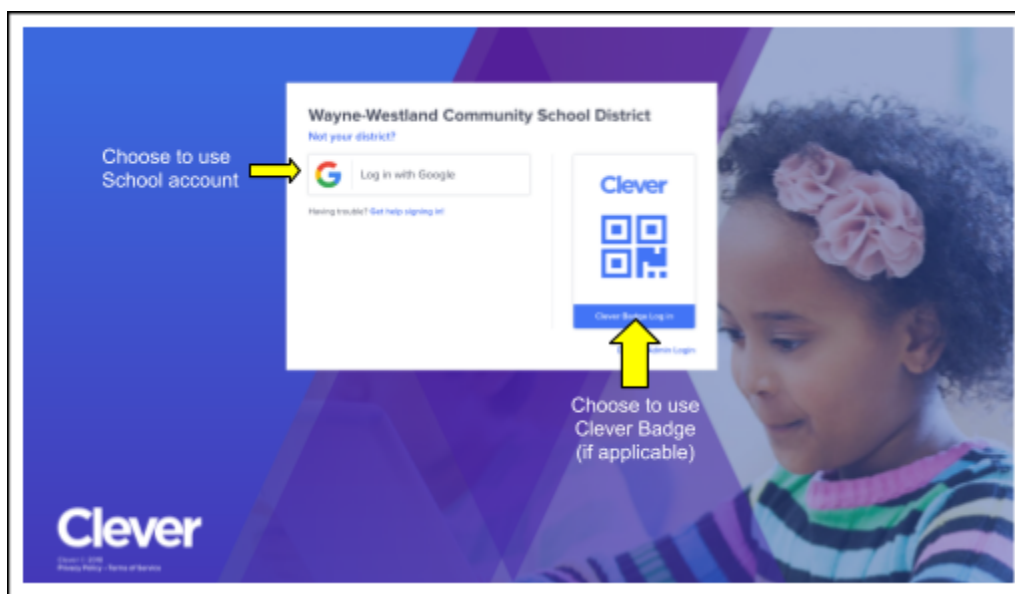 Wayne-Westland Community School District
Not your district?
Choose to use
School account
Log in with Google
Having trouble? Get help signing in!
Clever
Clever Badge Log in
Admin Login
Choose to use
Clever Badge
(if applicable)
Clever
Privacy Policy - Terms of Service